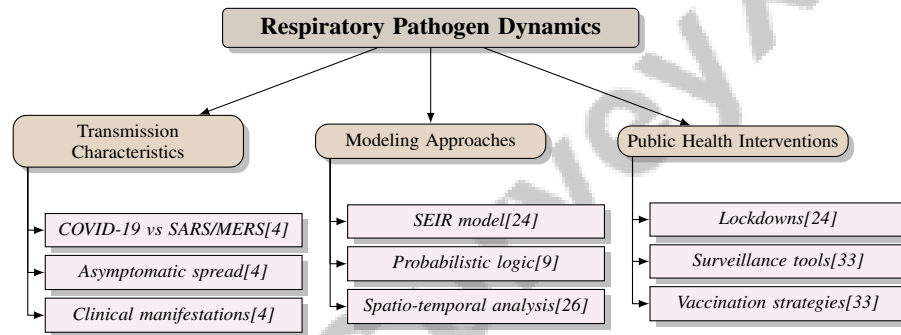 Respiratory Pathogen Dynamics
Transmission
Characteristics
COVID-19 vs SARS/MERS[4]
Asymptomatic spread[4]
Clinical manifestations[4]
Modeling Approaches
SEIR model[24]
Probabilistic logic[9]
Spatio-temporal analysis[26]
Public Health Interventions
Lockdowns[24]
Surveillance tools[33]
Vaccination strategies[33]